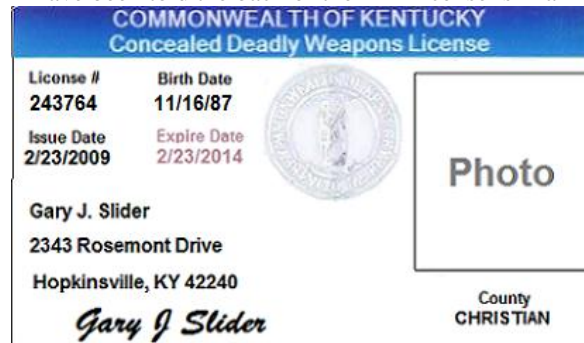 COMMONWEALTH OF KENTUCKY
Concealed Deadly Weapons License
License # Birth Date
243764 11/16/87
Issue Date Expire Date
2/23/2009 2/23/2014
Photo
Gary J. Slider
2343 Rosemont Drive
Hopkinsville, KY 42240
County
CHRISTIAN
Gary J Slider